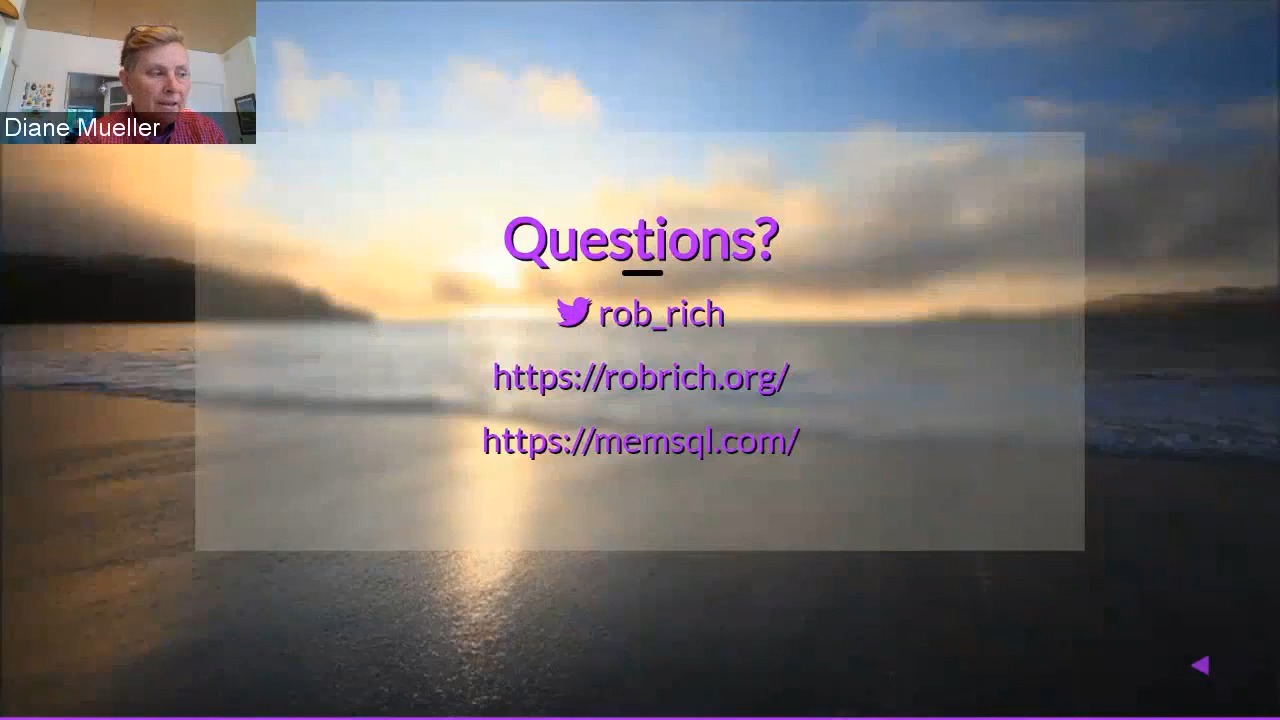 Diane Mueller
Questions?
rob_rich
https://robrich.org/
https://memsql.com/